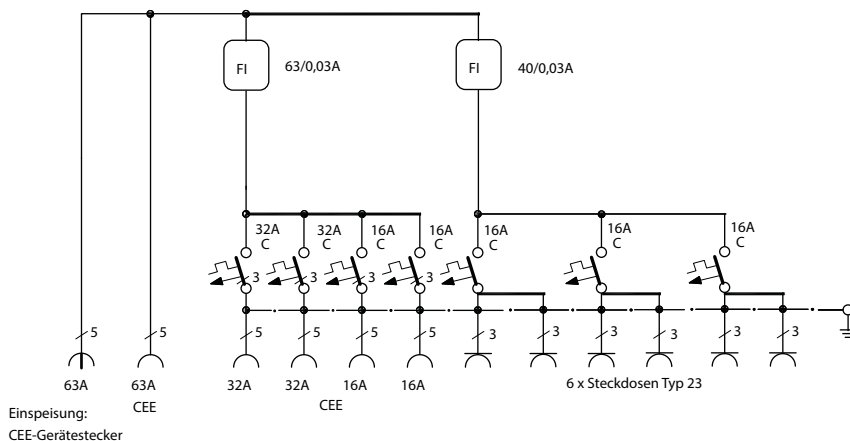 FI
63/0,03A
FI
40/0,03A
32A
C
32A
C
16A
C
16A
C
16A
C
16A
C
16A
C
3
3
3
3
5
5
5
5
5
5
3
3
3
3
3
3
63A
63A
32A
32A
16A
16A
6 x Steckdosen Typ 23
CEE
CEE
Einspeisung:
CEE-Gerätestecker